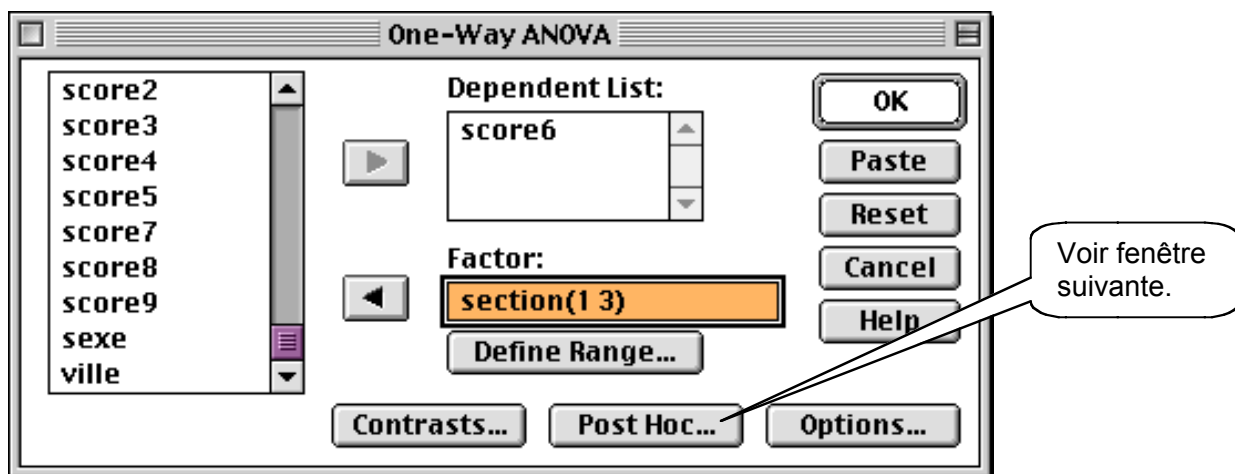 One-Way ANOVA
score2
score3
score4
score5
score7
score8
score9
sexe
ville
Dependent List:
score6
Factor:
section(1 3)
Define Range...
OK
Paste
Reset
Cancel
Help
Contrasts...
Post Hoc...
Options...
Voir fenêtre
suivante.